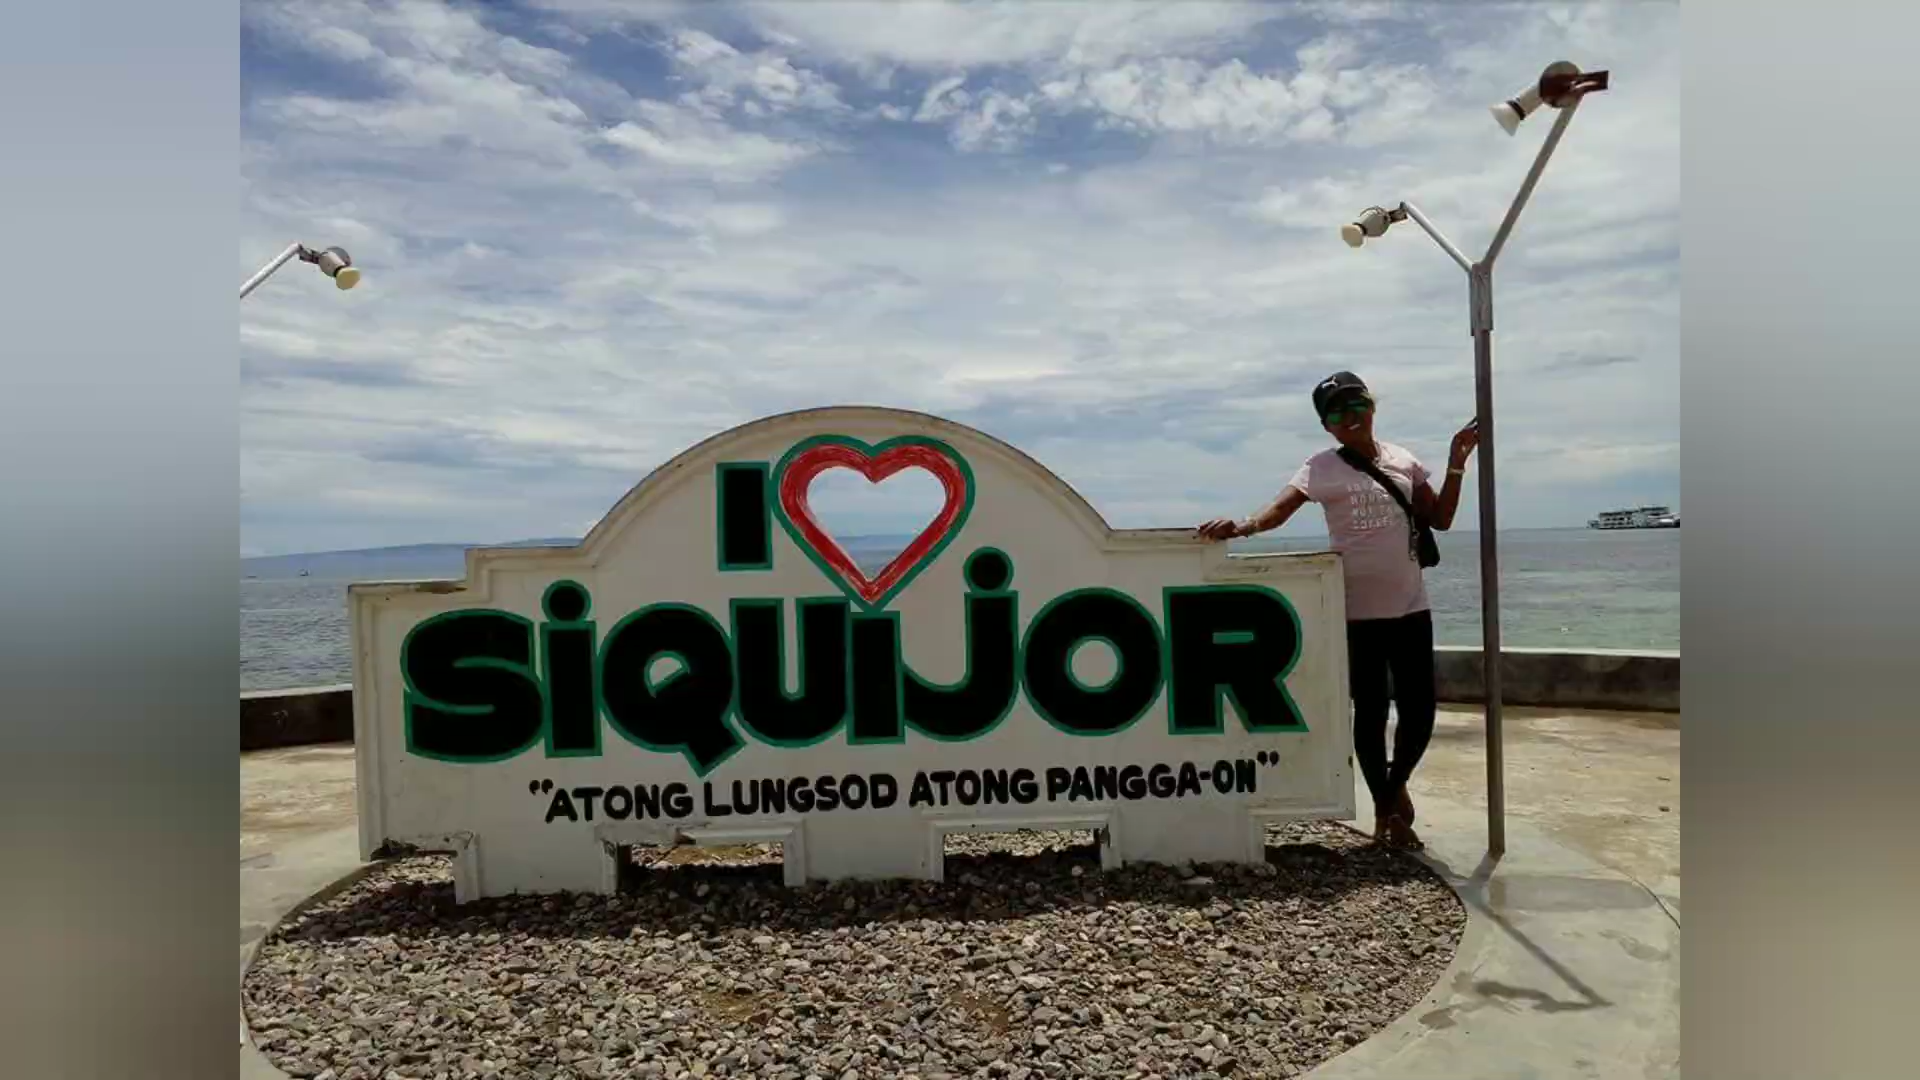 I
SIQUIJOR
"ATONG LUNGSOD ATONG PANGGA-ON"